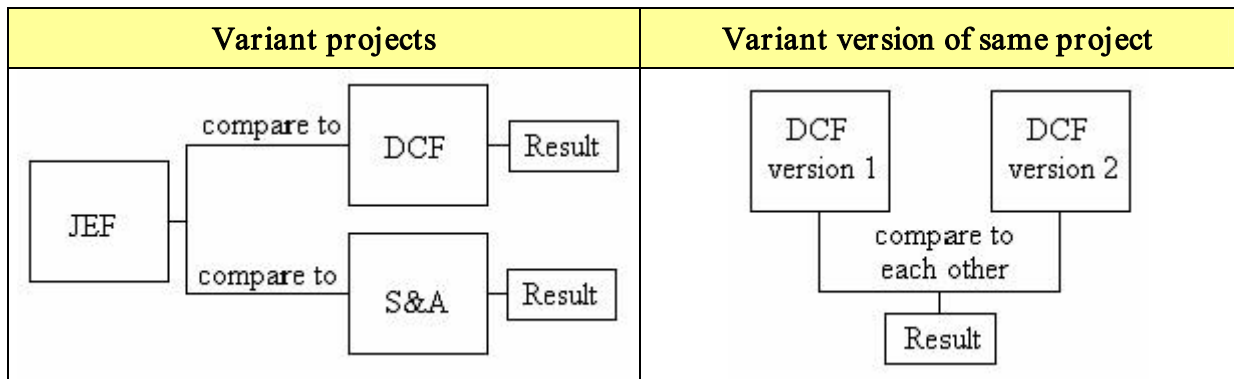 Variant projects
Variant version of same project
compare to
DCF
Result
JEF
compare to
S&A
Result
DCF
version 1
DCF
version 2
compare to
each other
Result